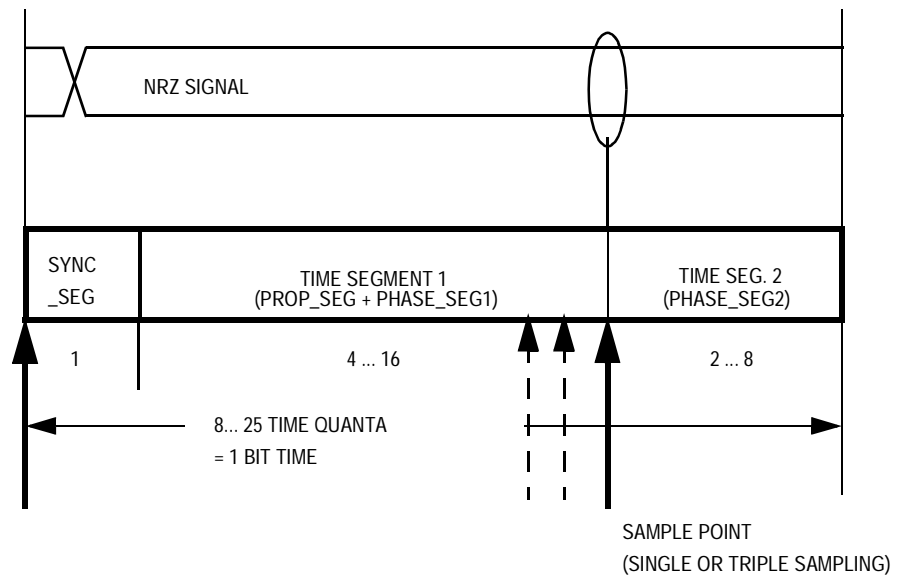 NRZ SIGNAL
SYNC
_SEG
TIME SEGMENT 1
(PROP_SEG + PHASE_SEG1)
TIME SEG. 2
(PHASE_SEG2)
1
4 ... 16
2 ... 8
8... 25 TIME QUANTA
= 1 BIT TIME
SAMPLE POINT
(SINGLE OR TRIPLE SAMPLING)